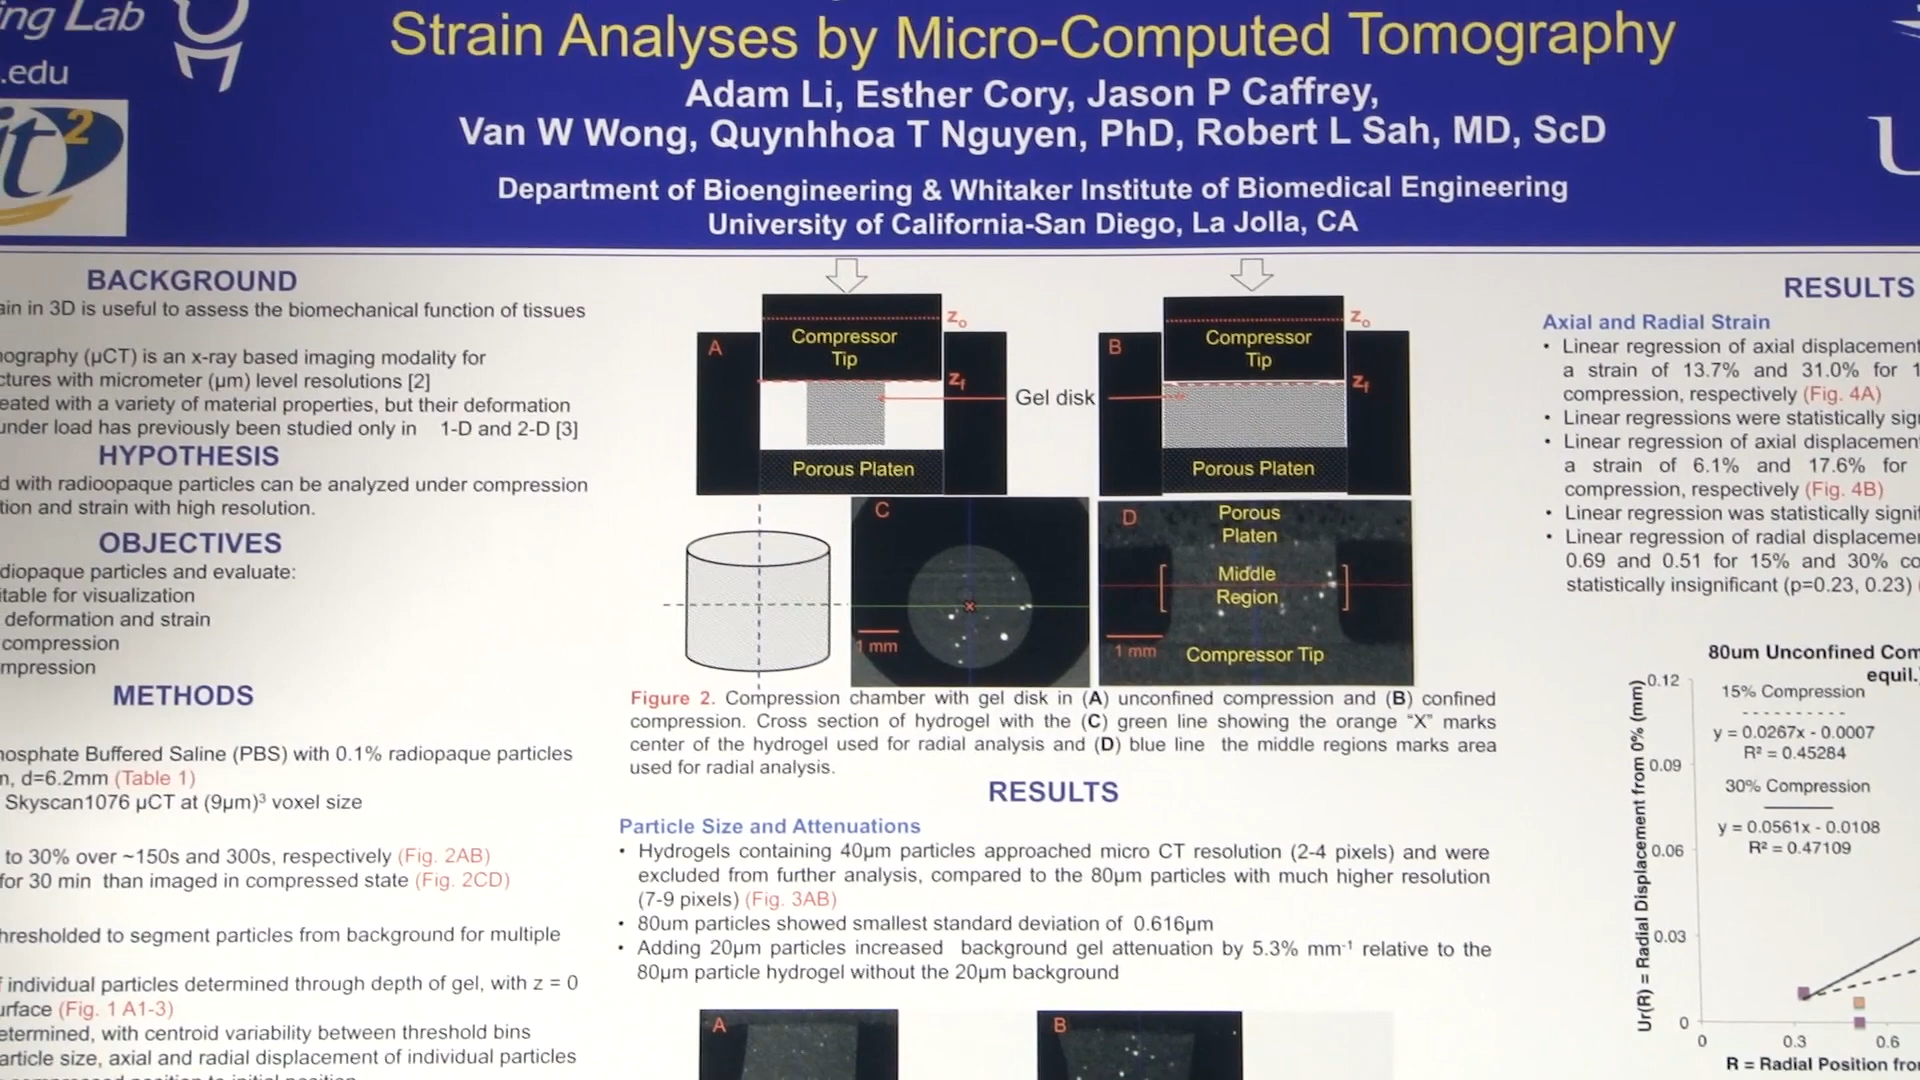 ng Lab
.edu
it2
Strain Analyses by Micro-Computed Tomography
Adam Li, Esther Cory, Jason P Caffrey,
Van W Wong, Quynhhoa T Nguyen, PhD, Robert L Sah, MD, ScD
Department of Bioengineering & Whitaker Institute of Biomedical Engineering
University of California-San Diego, La Jolla, CA
U
BACKGROUND
ain in 3D is useful to assess the biomechanical function of tissues
ography (µCT) is an x-ray based imaging modality for
ctures with micrometer (µm) level resolutions [2]
eated with a variety of material properties, but their deformation
under load has previously been studied only in 1-D and 2-D [3]
HYPOTHESIS
d with radioopaque particles can be analyzed under compression
tion and strain with high resolution.
OBJECTIVES
diopaque particles and evaluate:
itable for visualization
deformation and strain
compression
mpression
METHODS
hosphate Buffered Saline (PBS) with 0.1% radiopaque particles
m, d=6.2mm (Table 1)
Skyscan1076 µCT at (9µm)³ voxel size
to 30% over ~150s and 300s, respectively (Fig. 2AB)
for 30 min than imaged in compressed state (Fig. 2CD)
hresholded to segment particles from background for multiple
f individual particles determined through depth of gel, with z = 0
urface (Fig. 1 A1-3)
etermined, with centroid variability between threshold bins
article size, axial and radial displacement of individual particles
A
Compressor
Tip
zo
zf
Porous Platen
Gel disk
B
Compressor
Tip
zo
zf
Porous Platen
C
1 mm
D
Porous
Platen
Middle
Region
1 mm
Compressor Tip
Figure 2. Compression chamber with gel disk in (A) unconfined compression and (B) confined
compression. Cross section of hydrogel with the (C) green line showing the orange “X” marks
center of the hydrogel used for radial analysis and (D) blue line the middle regions marks area
used for radial analysis.
RESULTS
Particle Size and Attenuations
• Hydrogels containing 40µm particles approached micro CT resolution (2-4 pixels) and were
excluded from further analysis, compared to the 80µm particles with much higher resolution
(7-9 pixels) (Fig. 3AB)
• 80um particles showed smallest standard deviation of 0.616µm
• Adding 20µm particles increased background gel attenuation by 5.3% mm⁻¹ relative to the
80µm particle hydrogel without the 20µm background
A
B
RESULTS
Axial and Radial Strain
• Linear regression of axial displacement
a strain of 13.7% and 31.0% for 1
compression, respectively (Fig. 4A)
• Linear regressions were statistically sig
• Linear regression of axial displacemen
a strain of 6.1% and 17.6% for
compression, respectively (Fig. 4B)
• Linear regression was statistically signif
• Linear regression of radial displaceme
0.69 and 0.51 for 15% and 30% co
statistically insignificant (p=0.23, 0.23) (
80um Unconfined Com
equil.
15% Compression
y = 0.0267x - 0.0007
R² = 0.45284
30% Compression
y = 0.0561x - 0.0108
R² = 0.47109
Ur(R) = Radial Displacement from 0% (mm)
0.12
0.09
0.06
0.03
0
0
0.3
0.6
R = Radial Position fro